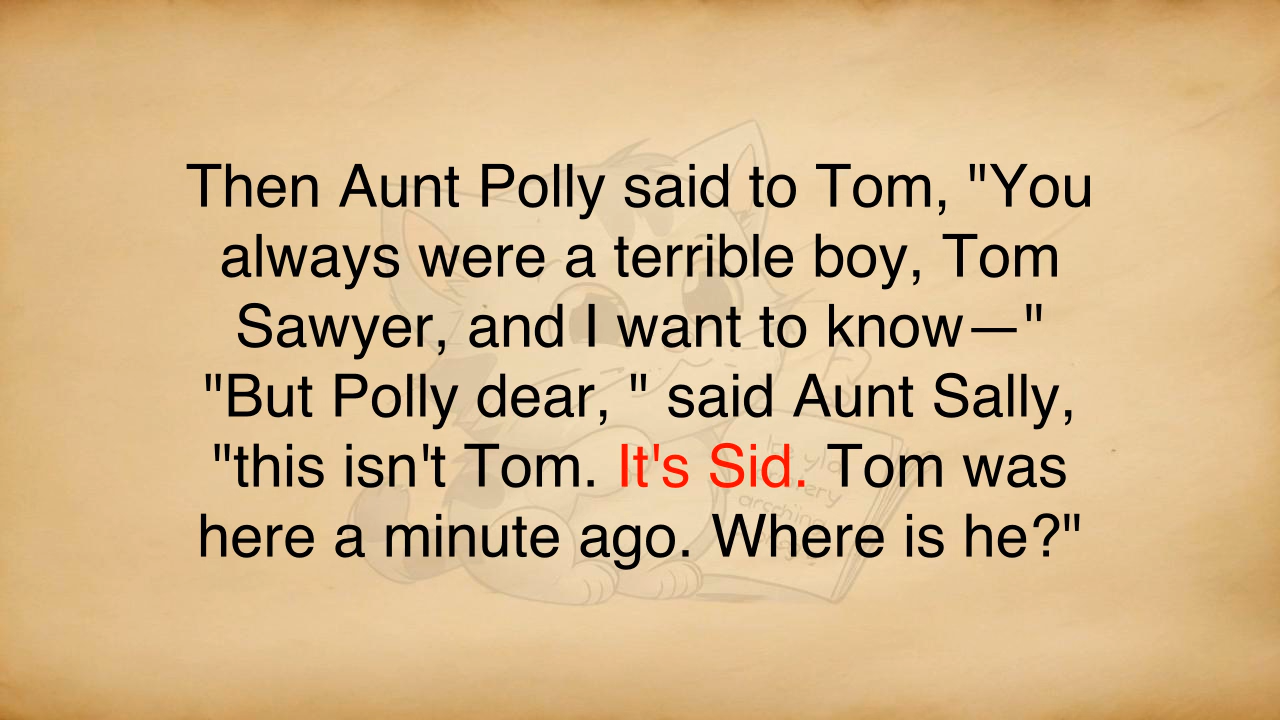 Then Aunt Polly said to Tom, "You
always were a terrible boy, Tom
Sawyer, and I want to know—"
"But Polly dear, " said Aunt Sally,
"this isn't Tom. It's Sid. Tom was
here a minute ago. Where is he?"